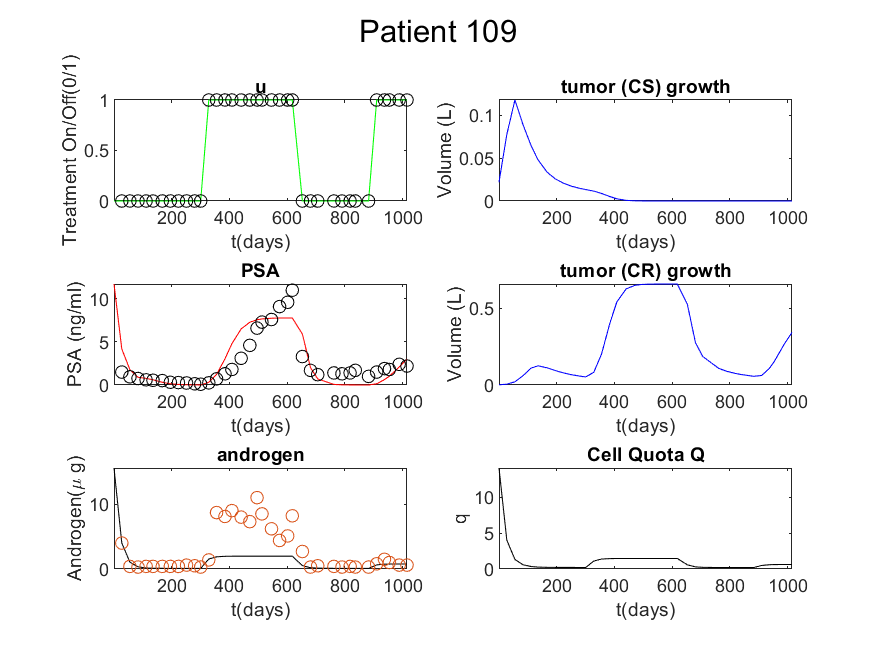 Patient 109
u
Treatment On/Off(0/1)
1
0.5
0
200 400 600 800 1000
t(days)
tumor (CS) growth
Volume (L)
0.1
0.05
0
200 400 600 800 1000
t(days)
PSA
PSA (ng/ml)
10
5
0
200 400 600 800 1000
t(days)
tumor (CR) growth
Volume (L)
0.5
0
200 400 600 800 1000
t(days)
androgen
Androgen(μ g)
10
0
200 400 600 800 1000
t(days)
Cell Quota Q
q
10
5
0
200 400 600 800 1000
t(days)